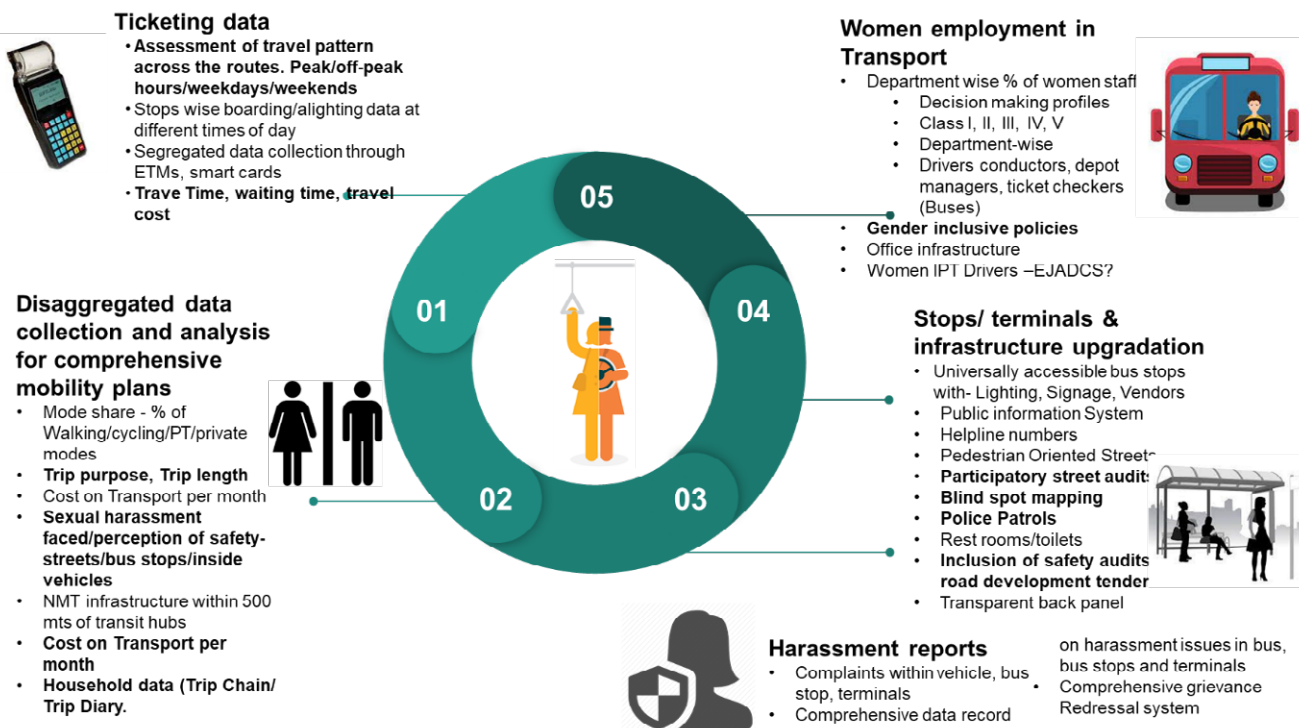 Ticketing data
• Assessment of travel pattern
across the routes. Peak/off-peak
hours/weekdays/weekends
• Stops wise boarding/alighting data at
different times of day
• Segregated data collection through
ETMs, smart cards
• Trave Time, waiting time, travel
cost
Disaggregated data
collection and analysis
for comprehensive
mobility plans
• Mode share - % of
Walking/cycling/PT/private
modes
• Trip purpose, Trip length
• Cost on Transport per month
• Sexual harassment
faced/perception of safety-
streets/bus stops/inside
vehicles
• NMT infrastructure within 500
mts of transit hubs
• Cost on Transport per
month
• Household data (Trip Chain/
Trip Diary.
01
02
03
04
05
Women employment in
Transport
• Department wise % of women staff
• Decision making profiles
• Class I, II, III, IV, V
• Department-wise
• Drivers conductors, depot
managers, ticket checkers
(Buses)
• Gender inclusive policies
• Office infrastructure
• Women IPT Drivers –EJADCS?
Stops/ terminals &
infrastructure upgradation
• Universally accessible bus stops
with- Lighting, Signage, Vendors
• Public information System
• Helpline numbers
• Pedestrian Oriented Streets
• Participatory street audits
• Blind spot mapping
• Police Patrols
• Rest rooms/toilets
• Inclusion of safety audits
road development tender
• Transparent back panel
Harassment reports
• Complaints within vehicle, bus
stop, terminals
• Comprehensive data record
on harassment issues in bus,
bus stops and terminals
• Comprehensive grievance
Redressal system